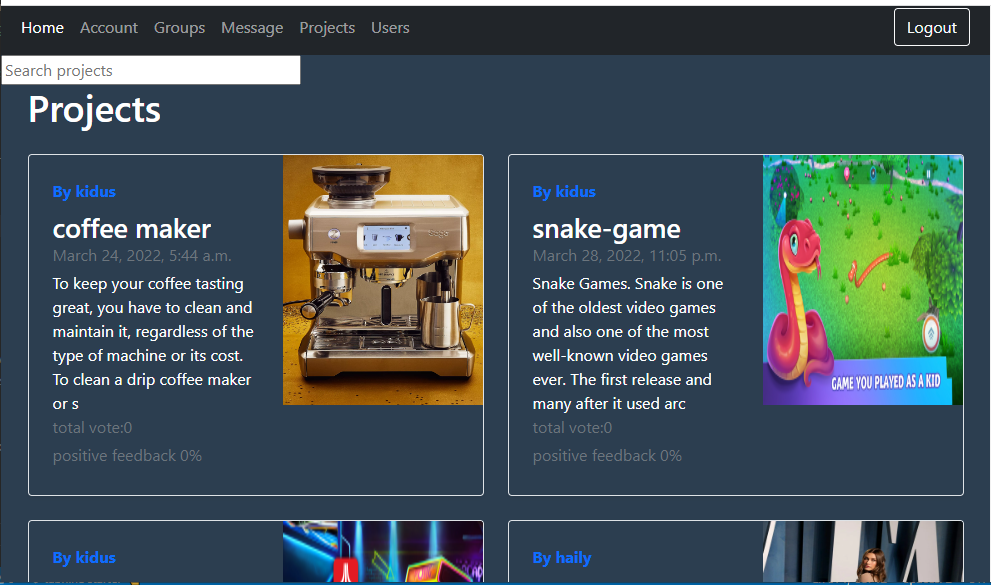 Home Account Groups Message Projects Users Logout
Search projects
Projects
By kidus
coffee maker
March 24, 2022, 5:44 a.m.
To keep your coffee tasting
great, you have to clean and
maintain it, regardless of the
type of machine or its cost.
To clean a drip coffee maker
or s
total vote:0
positive feedback 0%
By kidus
snake-game
March 28, 2022, 11:05 p.m.
Snake Games. Snake is one
of the oldest video games
and also one of the most
well-known video games
ever. The first release and
many after it used arc
total vote:0
positive feedback 0%
GAME YOU PLAYED AS A KID
By kidus
By haily